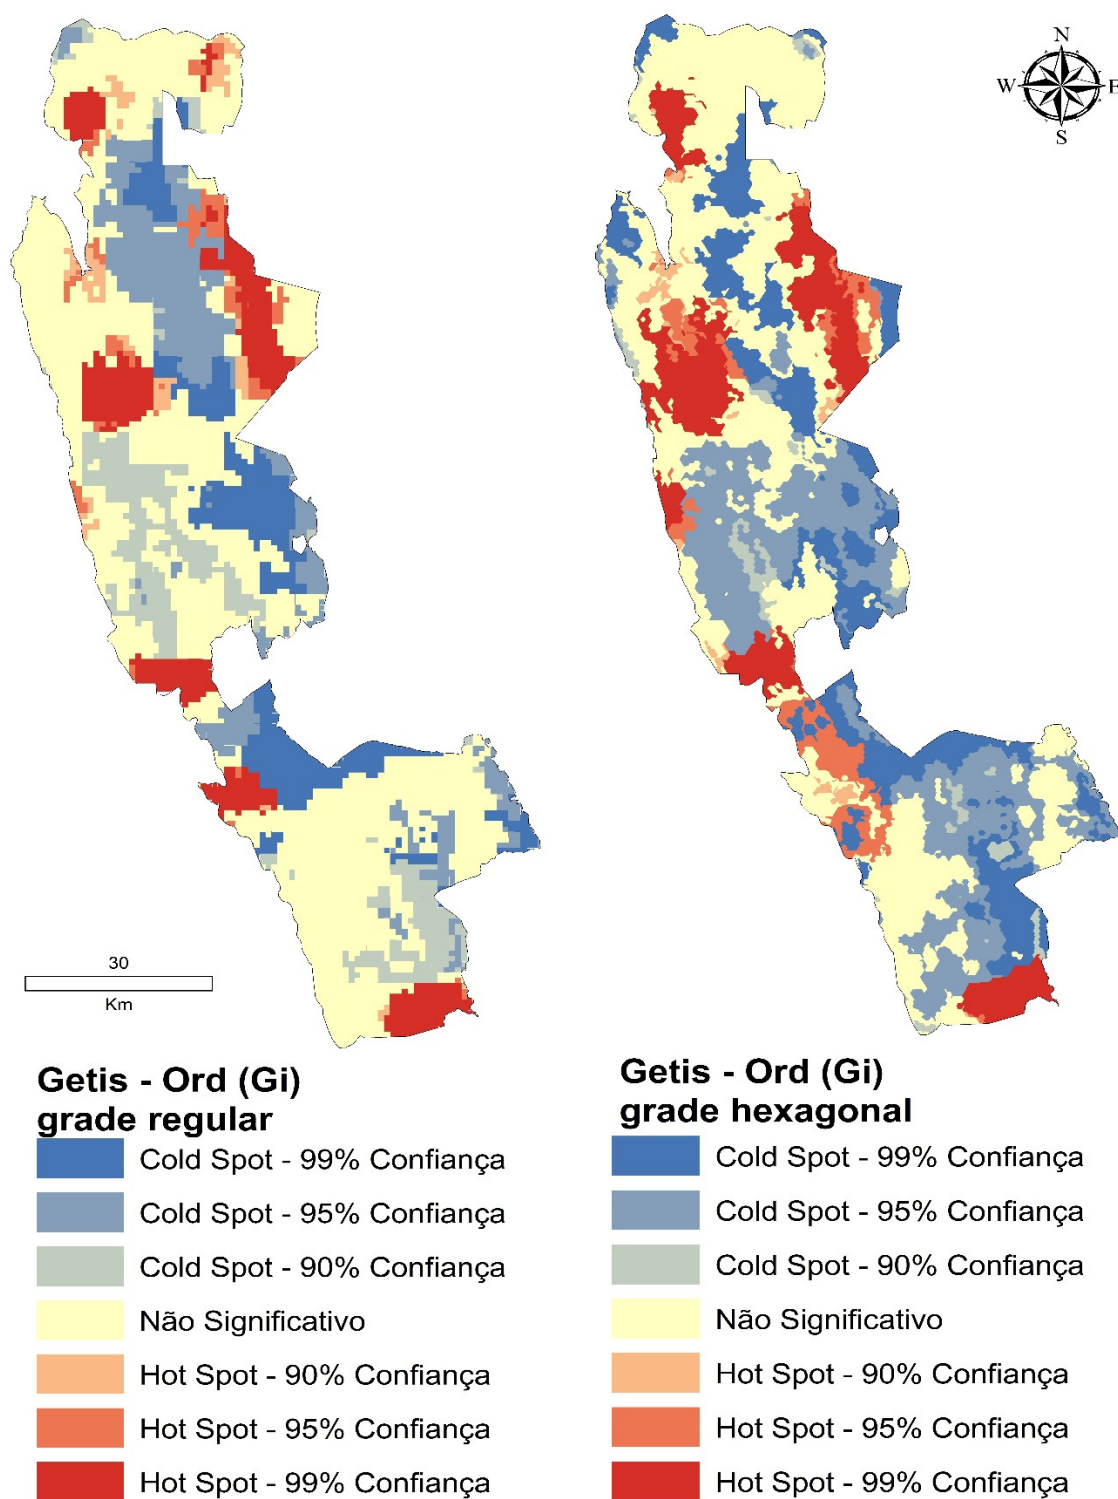 N
W
E
S
30
Km
Getis - Ord (Gi)
grade regular
Cold Spot - 99% Confiança
Cold Spot - 95% Confiança
Cold Spot - 90% Confiança
Não Significativo
Hot Spot - 90% Confiança
Hot Spot - 95% Confiança
Hot Spot - 99% Confiança
Getis - Ord (Gi)
grade hexagonal
Cold Spot - 99% Confiança
Cold Spot - 95% Confiança
Cold Spot - 90% Confiança
Não Significativo
Hot Spot - 90% Confiança
Hot Spot - 95% Confiança
Hot Spot - 99% Confiança